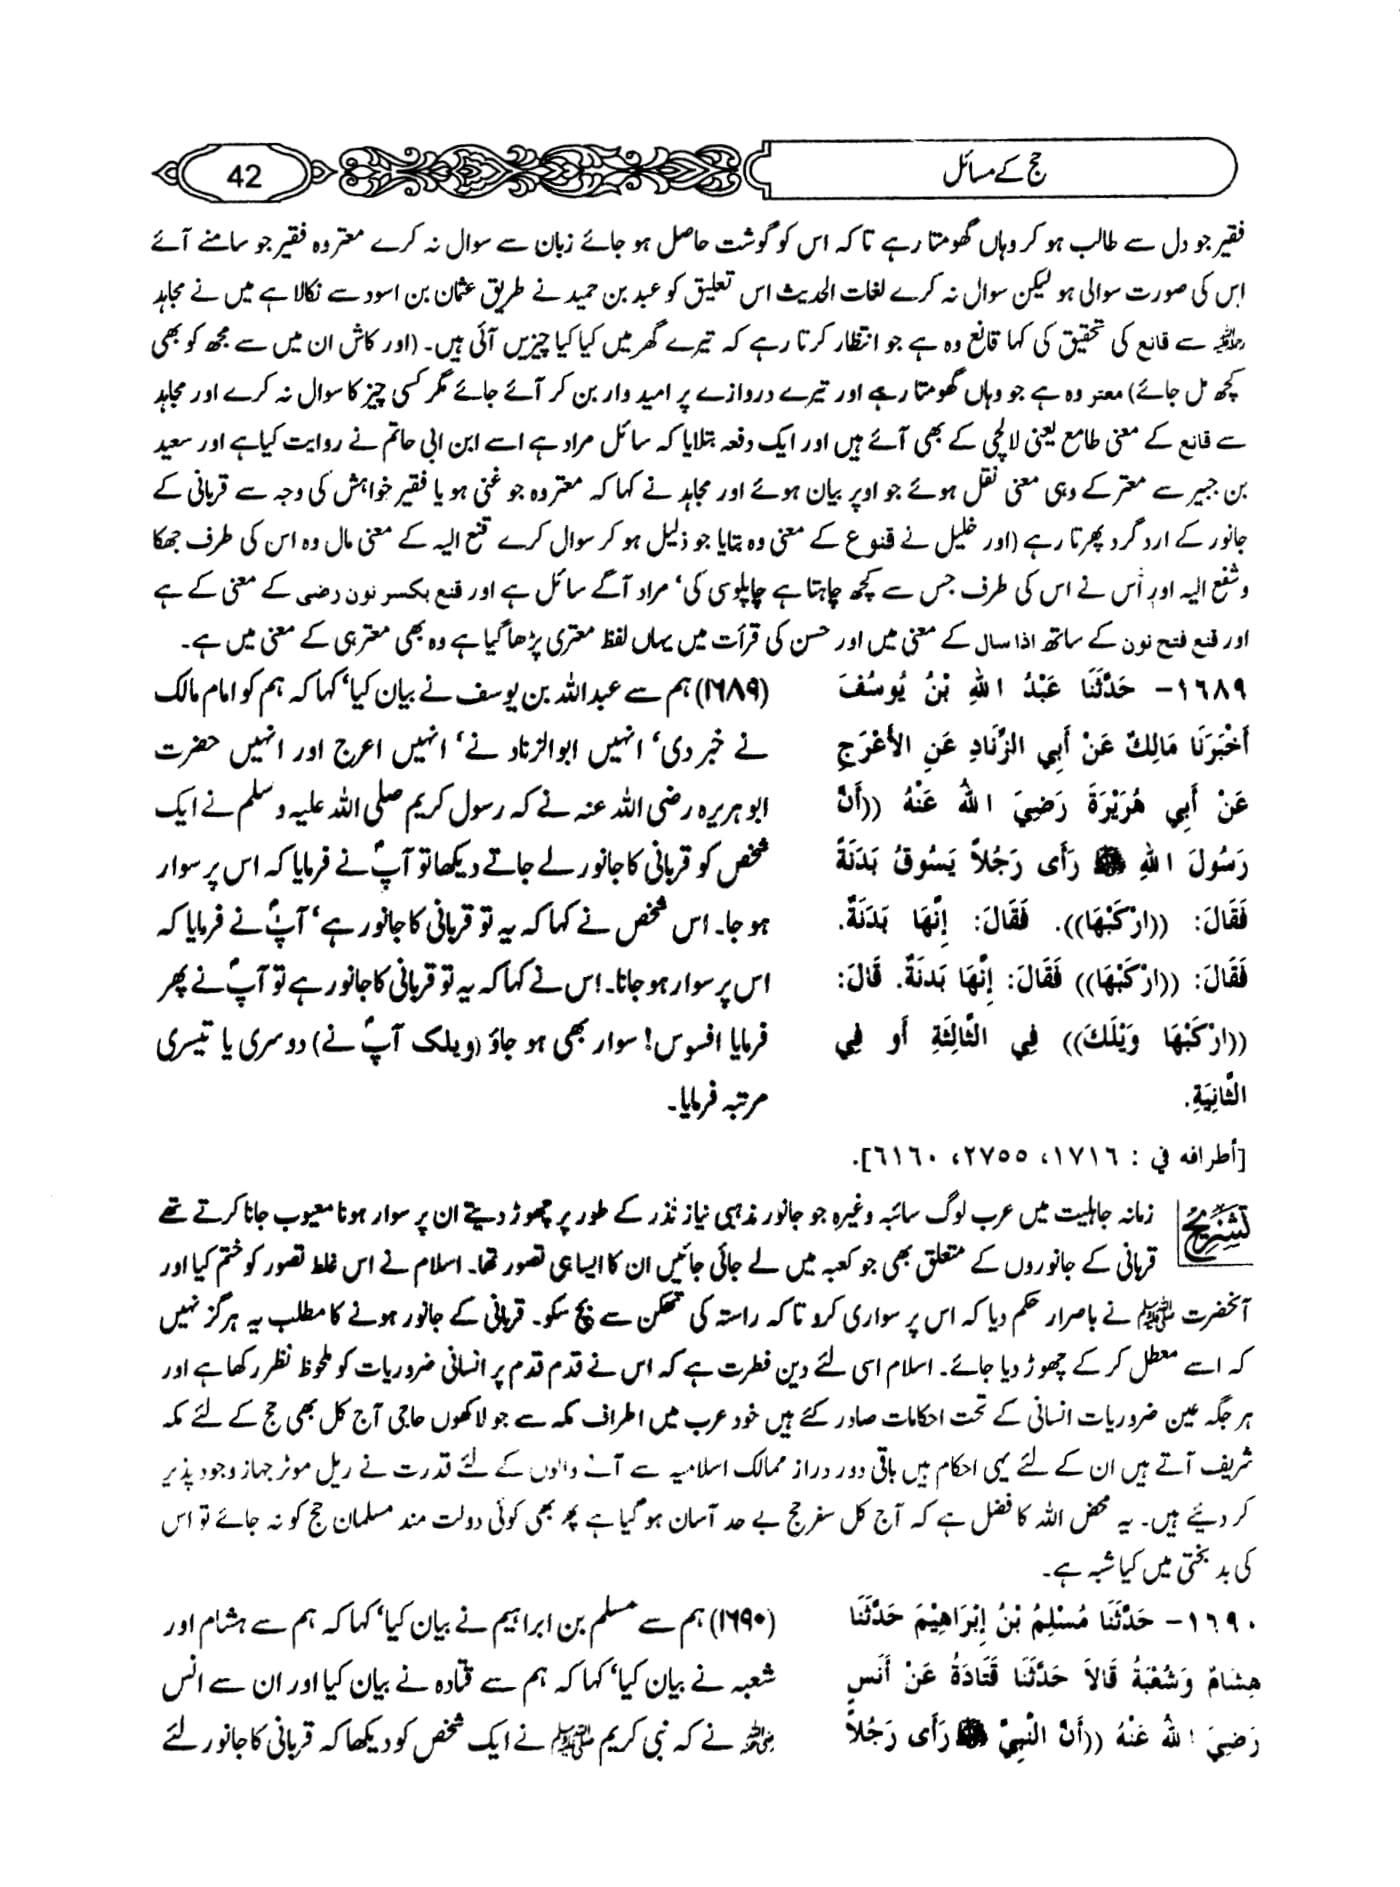 حج کے مسائل
42
فقیر جو دل سے طالب ہو کر وہاں گھومتا رہے تا کہ اس کو گوشت حاصل ہو جائے زبان سے سوال نہ کرے معتر وہ فقیر جو سامنے آئے
اس کی صورت سوالی ہو لیکن سوال نہ کرے لغات الحدیث اس تعلیق کو عبد بن حمید نے طریق عثمان بن اسود سے نکالا ہے میں نے مجاہد
رحمۃ اللہ علیہ سے قانع کی تحقیق کی کہا قانع وہ ہے جو انتظار کرتا رہے کہ تیرے گھر میں کیا کیا چیزیں آئی ہیں۔ (اور کاش ان میں سے مجھ کو بھی
کچھ مل جائے) معتر وہ ہے جو وہاں گھومتا رہے اور تیرے دروازے پر امید وار بن کر آئے جائے مگر کسی چیز کا سوال نہ کرے اور مجاہد
سے قانع کے معنی طامع یعنی لالچی کے بھی آئے ہیں اور ایک دفعہ بتلایا کہ سائل مراد ہے اسے ابن ابی حاتم نے روایت کیا ہے اور سعید
بن جبیر سے معتر کے وہی معنی نقل ہوئے جو اوپر بیان ہوئے اور مجاہد نے کہا کہ معتر وہ جو غنی ہو یا فقیر خواہش کی وجہ سے قربانی کے
جانور کے ارد گرد پھرتا رہے (اور خلیل نے قنوع کے معنی وہ بتایا جو ذلیل ہو کر سوال کرے قنع الیہ کے معنی مال وہ اس کی طرف جھکا
و شفع الیہ اور اس نے اس کی طرف جس سے کچھ چاہتا ہے چاپلوسی کی‘ مراد آگے سائل ہے اور قنع بکسر نون رضی کے معنی کے ہے
اور قنع فتح نون کے ساتھ اذا سال کے معنی میں اور حسن کی قرأت میں یہاں لفظ معتری پڑھا گیا ہے وہ بھی معتر ہی کے معنی میں ہے۔
١٦٨٩– حَدَّثَنَا عَبْدُ اللهِ بْنُ يُوسُفَ
أَخْبَرَنَا مَالِكٌ عَنْ أَبِي الزِّنَادِ عَنِ الأَعْرَجِ
عَنْ أَبِي هُرَيْرَةَ رَضِيَ اللهُ عَنْهُ ((أَنَّ
رَسُولَ اللهِ ﷺ رَأَى رَجُلاً يَسُوقُ بَدَنَةً
فَقَالَ: ((ارْكَبْهَا)). فَقَالَ: إِنَّهَا بَدَنَةٌ.
فَقَالَ: ((ارْكَبْهَا)) فَقَالَ: إِنَّهَا بَدَنَةٌ. قَالَ:
((ارْكَبْهَا وَيْلَكَ)) فِي الثَّالِثَةِ أَو فِي
الثَّانِيَةِ.
[أطرافه في : ١٧١٦، ٢٧٥٥، ٦١٦٠].
(۱۶۸۹) ہم سے عبداللہ بن یوسف نے بیان کیا‘ کہا کہ ہم کو امام مالک
نے خبر دی‘ انہیں ابوالزناد نے‘ انہیں اعرج اور انہیں حضرت
ابو ہریرہ رضی اللہ عنہ نے کہ رسول کریم صلی اللہ علیہ وسلم نے ایک
شخص کو قربانی کا جانور لے جاتے دیکھا تو آپؐ نے فرمایا کہ اس پر سوار
ہو جا۔ اس شخص نے کہا کہ یہ تو قربانی کا جانور ہے‘ آپؐ نے فرمایا کہ
اس پر سوار ہو جانا۔ اس نے کہا کہ یہ تو قربانی کا جانور ہے تو آپؐ نے پھر
فرمایا افسوس! سوار بھی ہو جاؤ (ویلک آپؐ نے) دوسری یا تیسری
مرتبہ فرمایا۔
تشریح
زمانہ جاہلیت میں عرب لوگ سائبہ وغیرہ جو جانور مذہبی نیاز نذر کے طور پر چھوڑ دیتے ان پر سوار ہونا معیوب جانا کرتے تھے
قربانی کے جانوروں کے متعلق بھی جو کعبہ میں لے جائی جائیں ان کا ایسا ہی تصور تھا۔ اسلام نے اس غلط تصور کو ختم کیا اور
آنحضرت ﷺ نے باصرار حکم دیا کہ اس پر سواری کرو تا کہ راستہ کی تھکن سے بچ سکو۔ قربانی کے جانور ہونے کا مطلب یہ ہرگز نہیں
کہ اسے معطل کر کے چھوڑ دیا جائے۔ اسلام اسی لئے دین فطرت ہے کہ اس نے قدم قدم پر انسانی ضروریات کو ملحوظ نظر رکھا ہے اور
ہر جگہ عین ضروریات انسانی کے تحت احکامات صادر کئے ہیں خود عرب میں اطراف مکہ سے جو لاکھوں حاجی آج کل بھی حج کے لئے مکہ
شریف آتے ہیں ان کے لئے یہی احکام ہیں باقی دور دراز ممالک اسلامیہ سے آنے والوں کے لئے قدرت نے ریل موٹر جہاز وجود پذیر
کر دیئے ہیں۔ یہ محض اللہ کا فضل ہے کہ آج کل سفر حج بے حد آسان ہو گیا ہے پھر بھی کوئی دولت مند مسلمان حج کو نہ جائے تو اس
کی بد بختی میں کیا شبہ ہے۔
١٦٩٠– حَدَّثَنَا مُسْلِمُ بْنُ إِبْرَاهِيْمَ حَدَّثَنَا
هِشَامٌ وَشُعْبَةُ قَالاَ حَدَّثَنَا قَتَادَةُ عَنْ أَنَسٍ
رَضِيَ اللهُ عَنْهُ ((أَنَّ النَّبِيَّ ﷺ رَأَى رَجُلاً
(۱۶۹۰) ہم سے مسلم بن ابراہیم نے بیان کیا‘ کہا کہ ہم سے ہشام اور
شعبہ نے بیان کیا‘ کہا کہ ہم سے قتادہ نے بیان کیا اور ان سے انس
رضی اللہ عنہ نے کہ نبی کریم ﷺ نے ایک شخص کو دیکھا کہ قربانی کا جانور لئے